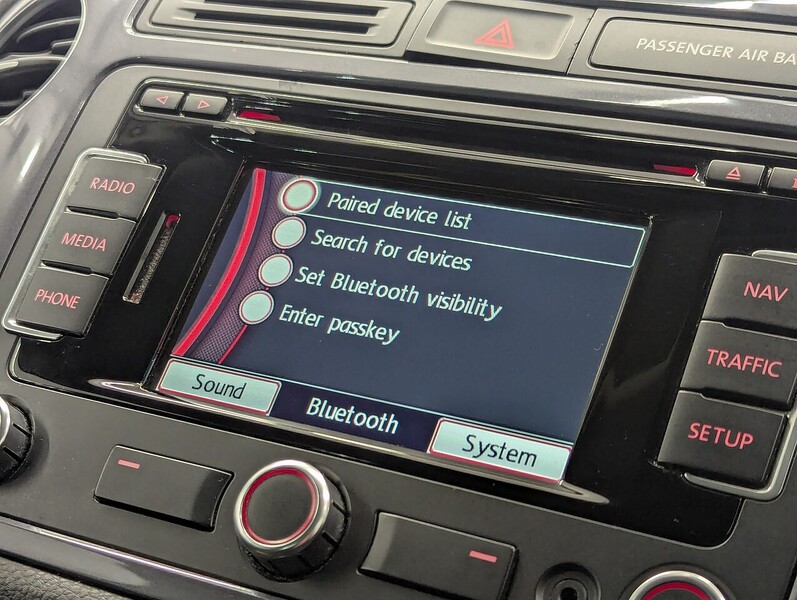 PASSENGER AIR BA
RADIO
MEDIA
PHONE
Paired device list
Search for devices
Set Bluetooth visibility
Enter passkey
Sound
Bluetooth
System
NAV
TRAFFIC
SETUP